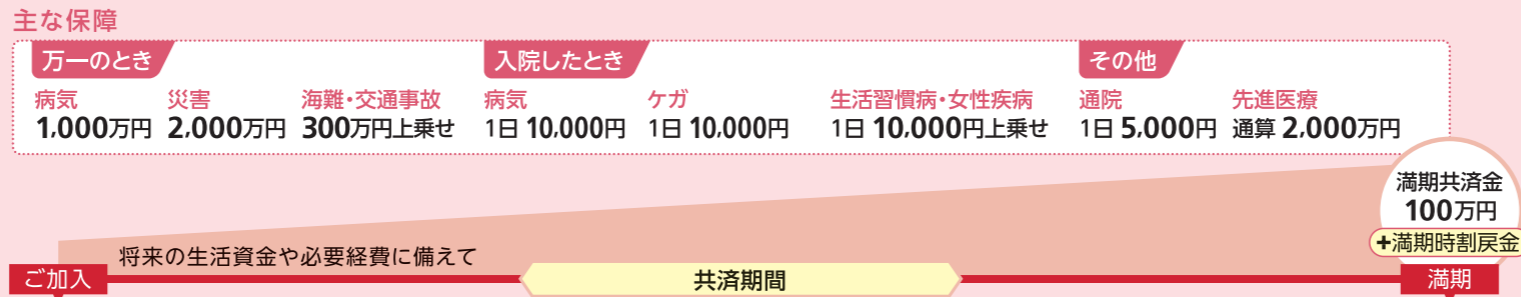 主な保障
万一のとき 入院したとき その他
病気 災害 海難・交通事故 病気 ケガ 生活習慣病・女性疾病 通院 先進医療
1,000万円 2,000万円 300万円上乗せ 1日 10,000円 1日 10,000円 1日 10,000円上乗せ 1日 5,000円 通算 2,000万円
満期共済金
100万円
+満期時割戻金
将来の生活資金や必要経費に備えて
ご加入 共済期間 満期